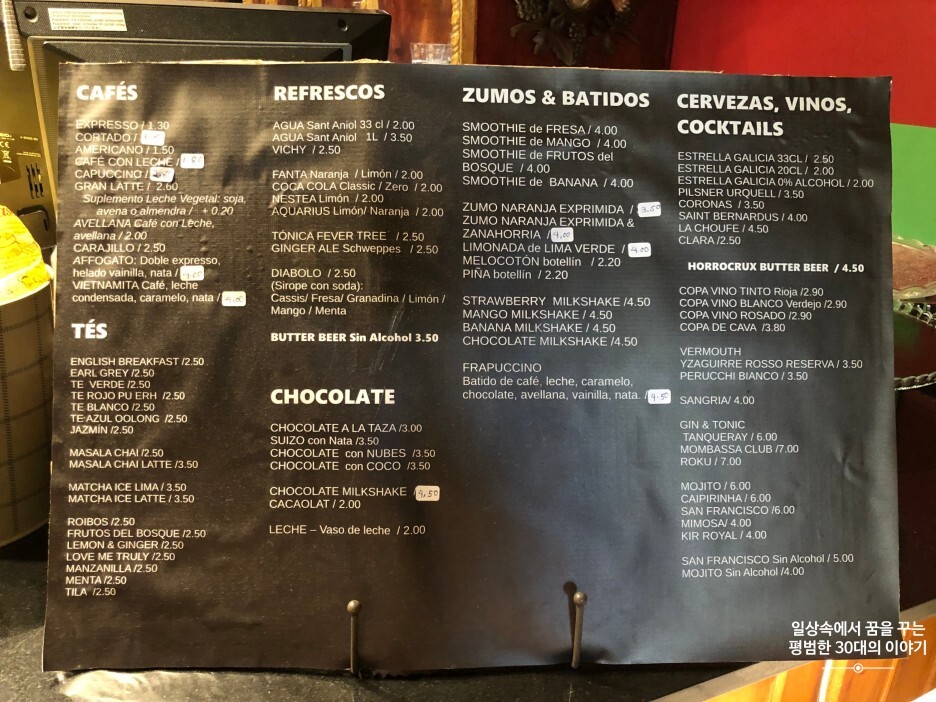 CAFÉS
EXPRESSO / 1.30
CORTADO /
AMERICANO / 1.50
CAFÉ CON LECHE /
CAPUCCINO /
GRAN LATTE / 2.60
Suplemento Leche Vegetal: soja,
avena o almendra / + 0.20
AVELLANA Café con Leche,
avellana / 2.00
CARAJILLO / 2.50
AFFOGATO: Doble expresso,
helado vainilla, nata / 4.00
VIETNAMITA Café, leche
condensada, caramelo, nata / 4.00
TÉS
ENGLISH BREAKFAST /2.50
EARL GREY /2.50
TE VERDE /2.50
TE ROJO PU ERH /2.50
TE BLANCO /2.50
TE AZUL OOLONG /2.50
JAZMÍN /2.50
MASALA CHAI /2.50
MASALA CHAI LATTE /3.50
MATCHA ICE LIMA / 3.50
MATCHA ICE LATTE / 3.50
ROIBOS /2.50
FRUTOS DEL BOSQUE /2.50
LEMON & GINGER /2.50
LOVE ME TRULY /2.50
MANZANILLA /2.50
MENTA /2.50
TILA /2.50
REFRESCOS
AGUA Sant Aniol 33 cl / 2.00
AGUA Sant Aniol 1L / 3.50
VICHY / 2.50
FANTA Naranja / Limón / 2.00
COCA COLA Classic / Zero / 2.00
NESTEA Limón / 2.00
AQUARIUS Limón/ Naranja / 2.00
TÓNICA FEVER TREE / 2.50
GINGER ALE Schweppes / 2.50
DIABOLO / 2.50
(Sirope con soda):
Cassis/ Fresa/ Granadina / Limón /
Mango / Menta
BUTTER BEER Sin Alcohol 3.50
CHOCOLATE
CHOCOLATE A LA TAZA /3.00
SUIZO con Nata /3.50
CHOCOLATE con NUBES /3.50
CHOCOLATE con COCO /3.50
CHOCOLATE MILKSHAKE / 4,50
CACAOLAT / 2.00
LECHE – Vaso de leche / 2.00
ZUMOS & BATIDOS
SMOOTHIE de FRESA / 4.00
SMOOTHIE de MANGO / 4.00
SMOOTHIE de FRUTOS del
BOSQUE / 4.00
SMOOTHIE de BANANA / 4.00
ZUMO NARANJA EXPRIMIDA / 3.50
ZUMO NARANJA EXPRIMIDA &
ZANAHORRIA / 4,00
LIMONADA de LIMA VERDE / 4,00
MELOCOTÓN botellín / 2.20
PIÑA botellín / 2.20
STRAWBERRY MILKSHAKE /4.50
MANGO MILKSHAKE / 4.50
BANANA MILKSHAKE / 4.50
CHOCOLATE MILKSHAKE /4.50
FRAPUCCINO
Batido de café, leche, caramelo,
chocolate, avellana, vainilla, nata. / 4.50
CERVEZAS, VINOS,
COCKTAILS
ESTRELLA GALICIA 33CL / 2.50
ESTRELLA GALICIA 20CL / 2.00
ESTRELLA GALICIA 0% ALCOHOL / 2.00
PILSNER UROUELL / 3.50
CORONAS / 3.50
SAINT BERNARDUS / 4.00
LA CHOUFE / 4.50
CLARA /2.50
HORROCRUX BUTTER BEER / 4.50
COPA VINO TINTO Rioja /2.90
COPA VINO BLANCO Verdejo /2.90
COPA VINO ROSADO /2.90
COPA DE CAVA /3.80
VERMOUTH
YZAGUIRRE ROSSO RESERVA / 3.50
PERUCCHI BIANCO / 3.50
SANGRIA/ 4.00
GIN & TONIC
TANQUERAY / 6.00
MOMBASSA CLUB /7.00
ROKU / 7.00
MOJITO / 6.00
CAIPIRINHA / 6.00
SAN FRANCISCO /6.00
MIMOSA/ 4.00
KIR ROYAL / 4.00
SAN FRANCISCO Sin Alcohol / 5.00
MOJITO Sin Alcohol /4.00
일상속에서 꿈을 꾸는
평범한 30대의 이야기